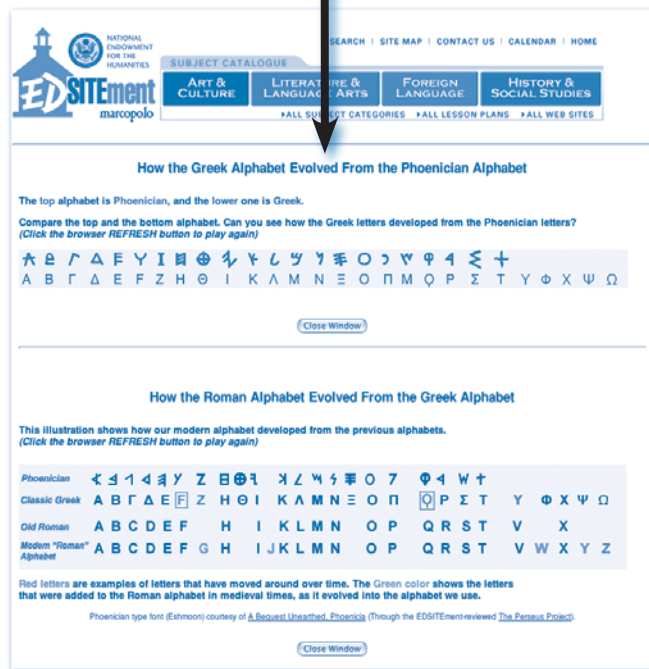 NATIONAL
ENDOWMENT
FOR THE
HUMANITIES
SEARCH | SITE MAP | CONTACT US | CALENDAR | HOME
SUBJECT CATALOGUE
EDSITEment
marcopolo
ART & CULTURE
LITERATURE & LANGUAGE ARTS
FOREIGN LANGUAGE
HISTORY & SOCIAL STUDIES
ALL SUBJECT CATEGORIES ALL LESSON PLANS ALL WEB SITES
How the Greek Alphabet Evolved From the Phoenician Alphabet
The top alphabet is Phoenician, and the lower one is Greek.
Compare the top and the bottom alphabet. Can you see how the Greek letters developed from the Phoenician letters?
(Click the browser REFRESH button to play again)
Α Β Γ Δ Ε F Ζ Η Θ Ι Κ Λ Μ Ν Ξ Ο Π Μ Ϙ Ρ Σ Τ Υ Φ Χ Ψ Ω
Close Window
How the Roman Alphabet Evolved From the Greek Alphabet
This illustration shows how our modern alphabet developed from the previous alphabets.
(Click the browser REFRESH button to play again)
Phoenician
Classic Greek Α Β Γ Δ Ε F Ζ Η Θ Ι Κ Λ Μ Ν Ξ Ο Π Ϙ Ρ Σ Τ Υ Φ Χ Ψ Ω
Old Roman A B C D E F H I K L M N O P Q R S T V X
Modern "Roman" Alphabet A B C D E F G H I J K L M N O P Q R S T V W X Y Z
Red letters are examples of letters that have moved around over time. The Green color shows the letters
that were added to the Roman alphabet in medieval times, as it evolved into the alphabet we use.
Phoenician type font (Eshmoon) courtesy of A Bequest Unearthed, Phoenicia (Through the EDSITEment-reviewed The Perseus Project).
Close Window